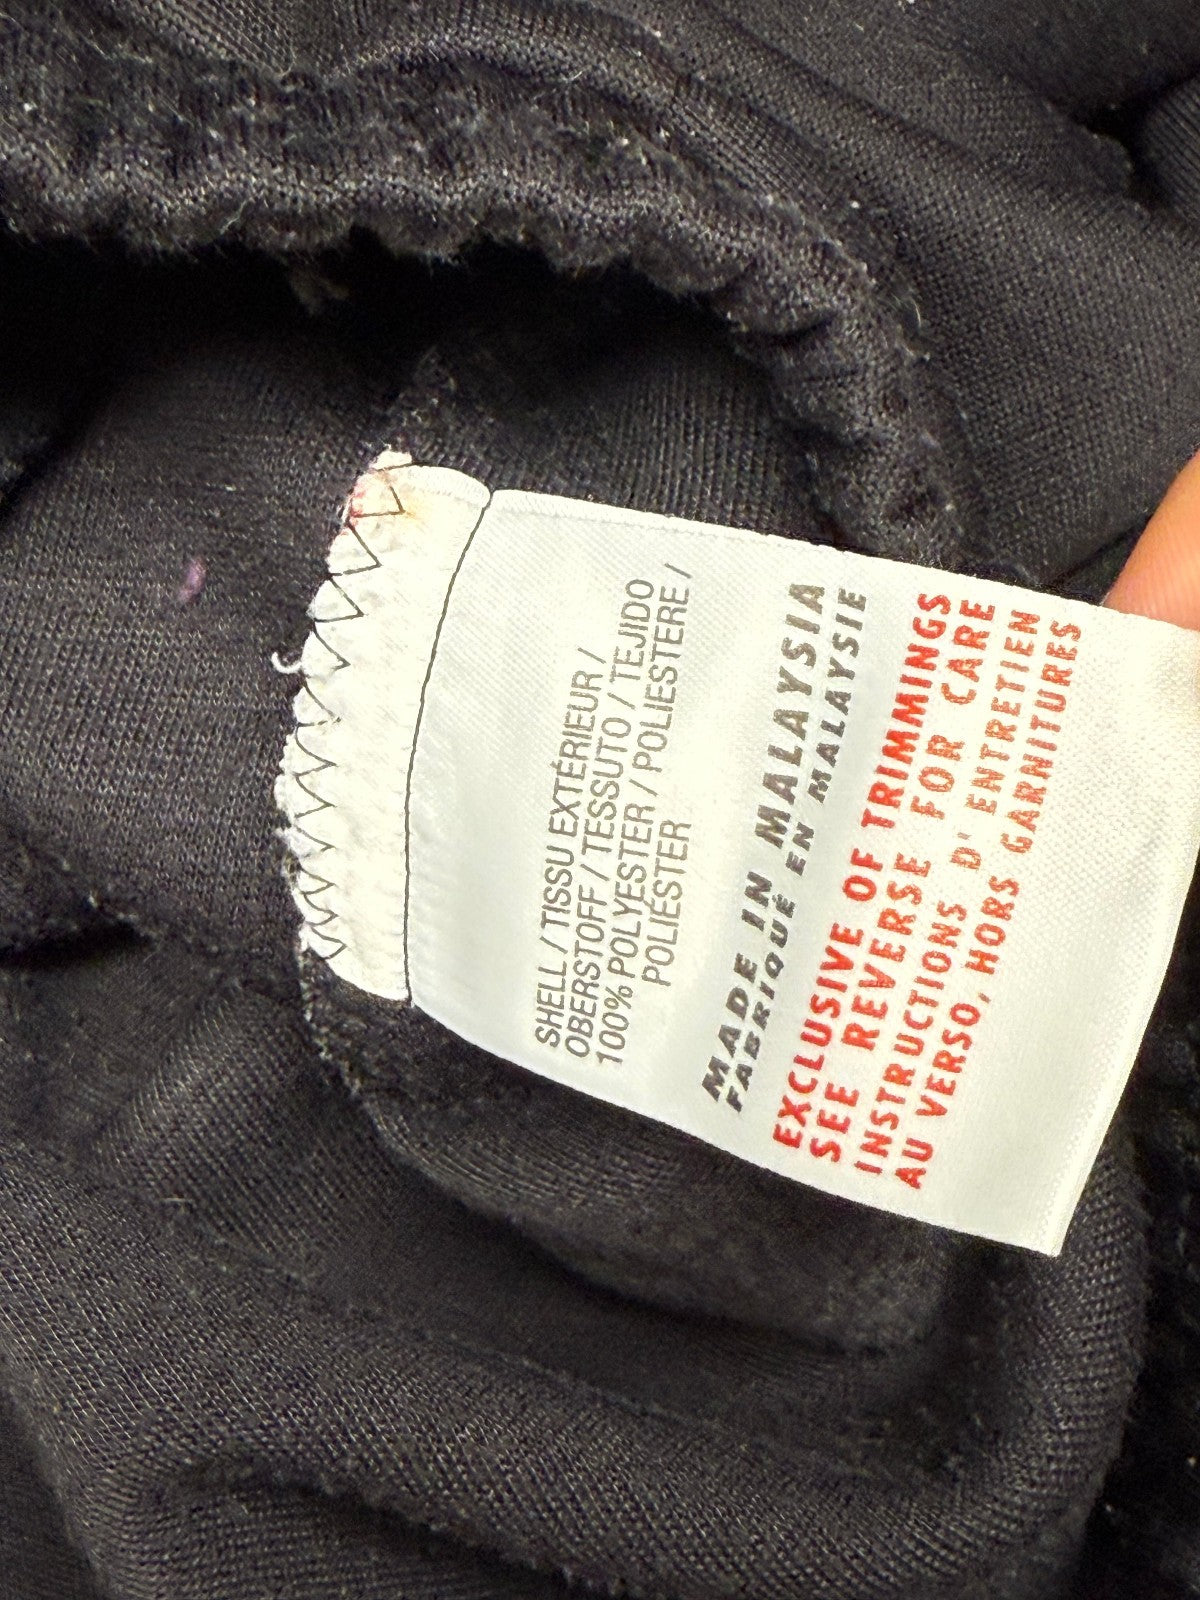 SHELL / TISSU EXTÉRIEUR /
OBERSTOFF / TESSUTO / TEJIDO
100% POLYESTER / POLIESTERE /
POLIÉSTER
MADE IN MALAYSIA
FABRIQUÉ EN MALAYSIE
EXCLUSIVE OF TRIMMINGS
SEE REVERSE FOR CARE
INSTRUCTIONS D' ENTRETIEN
AU VERSO, HORS GARNITURES